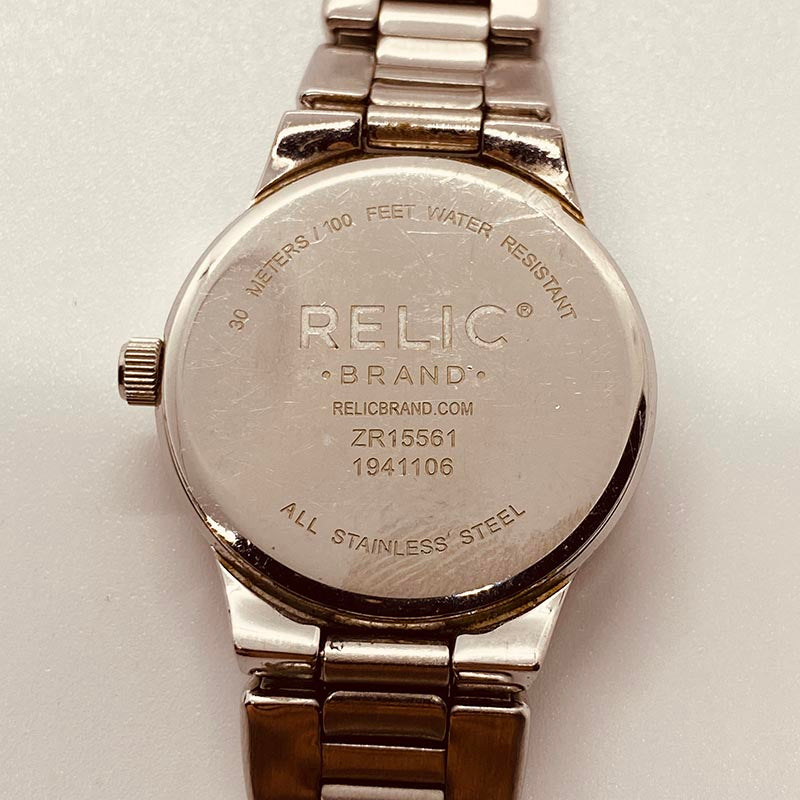 30 METERS / 100 FEET WATER RESISTANT
RELIC®
•BRAND•
RELICBRAND.COM
ZR15561
1941106
ALL STAINLESS STEEL